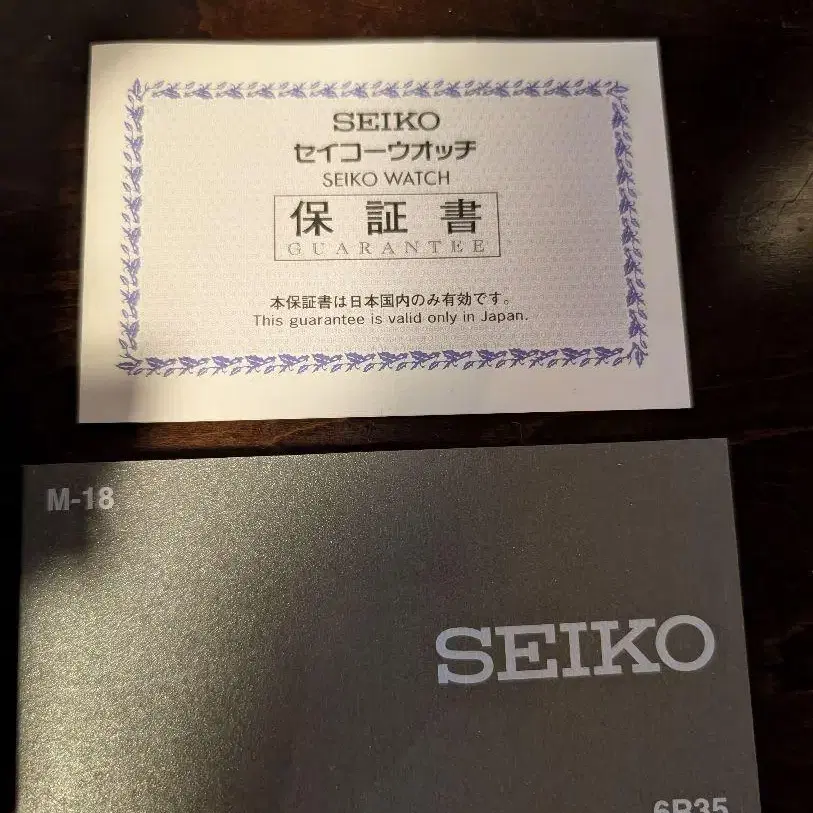 SEIKO
セイコーウオッチ
SEIKO WATCH
保証書
GUARANTEE
本保証書は日本国内のみ有効です。
This guarantee is valid only in Japan.
M-18
SEIKO
6R35